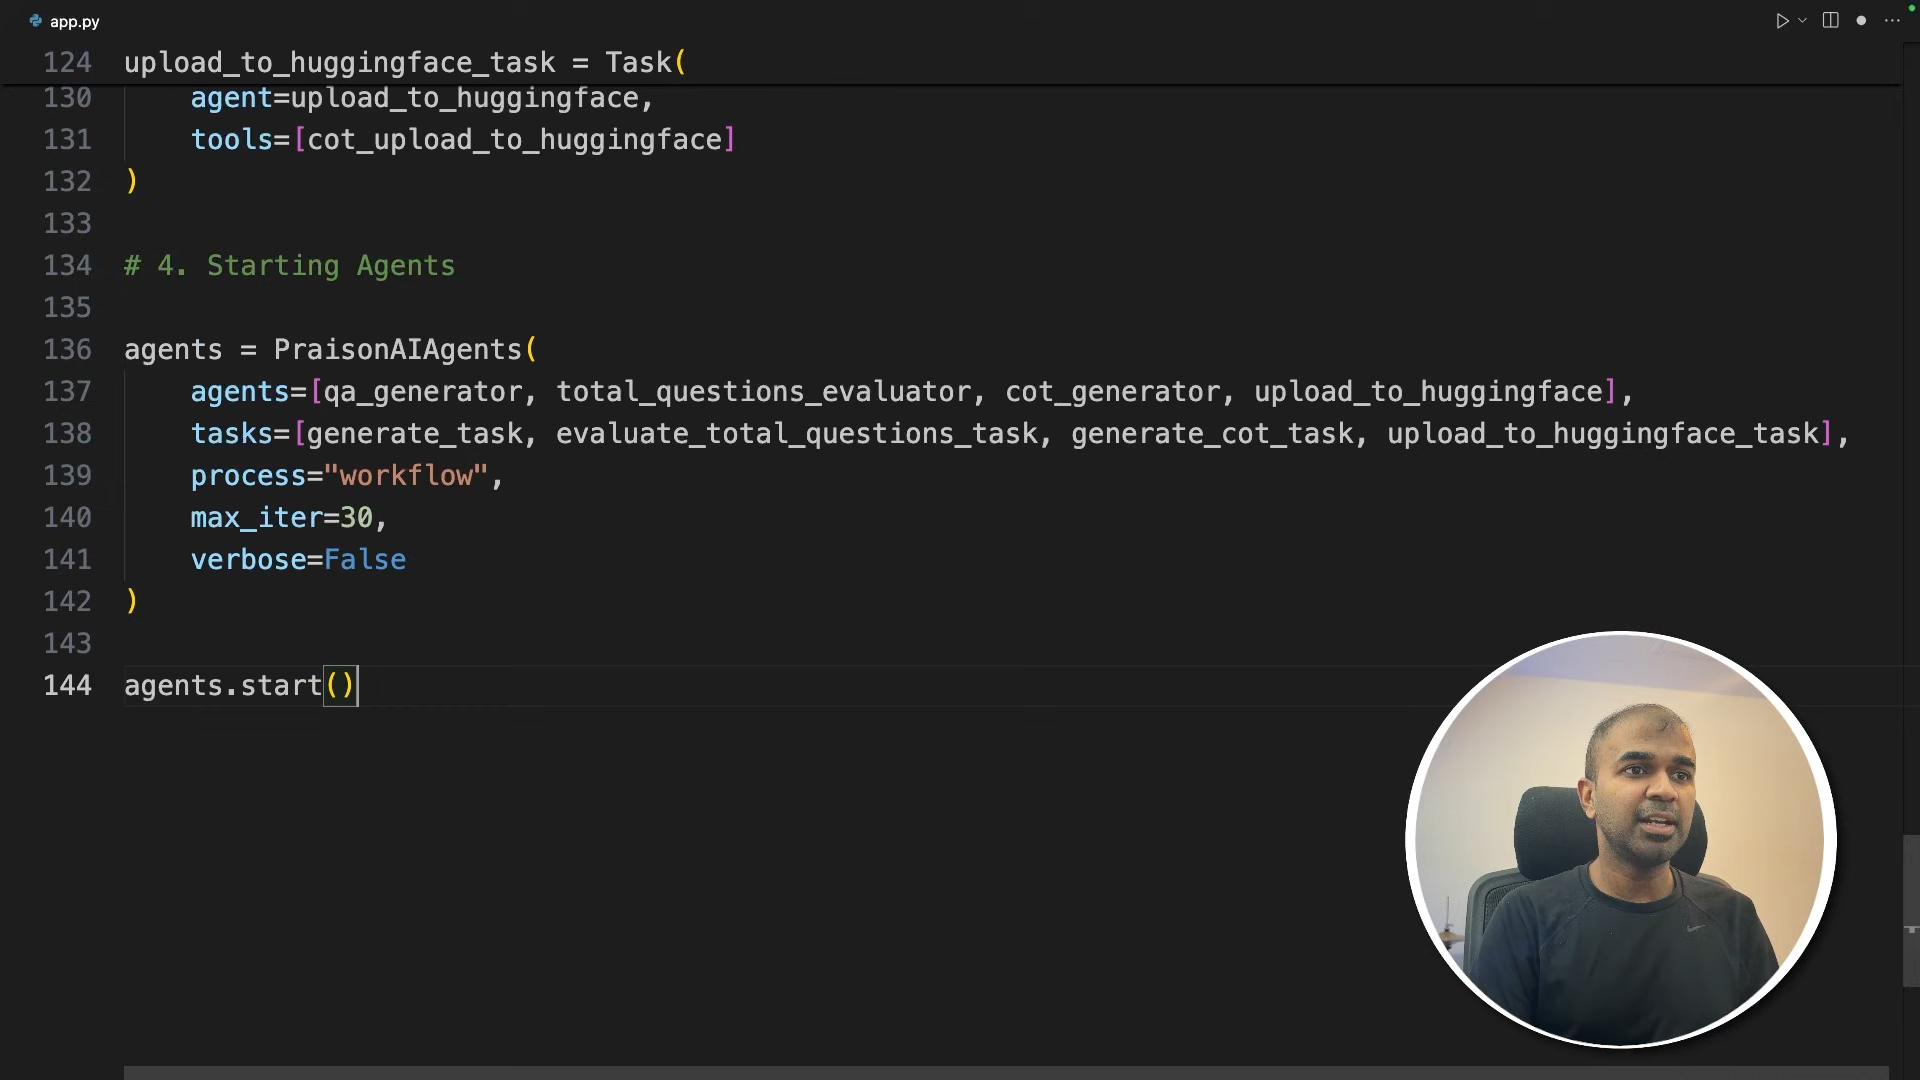 app.py
124 upload_to_huggingface_task = Task(
130 agent=upload_to_huggingface,
131 tools=[cot_upload_to_huggingface]
132 )
133
134 # 4. Starting Agents
135
136 agents = PraisonAIAgents(
137 agents=[qa_generator, total_questions_evaluator, cot_generator, upload_to_huggingface],
138 tasks=[generate_task, evaluate_total_questions_task, generate_cot_task, upload_to_huggingface_task],
139 process="workflow",
140 max_iter=30,
141 verbose=False
142 )
143
144 agents.start()